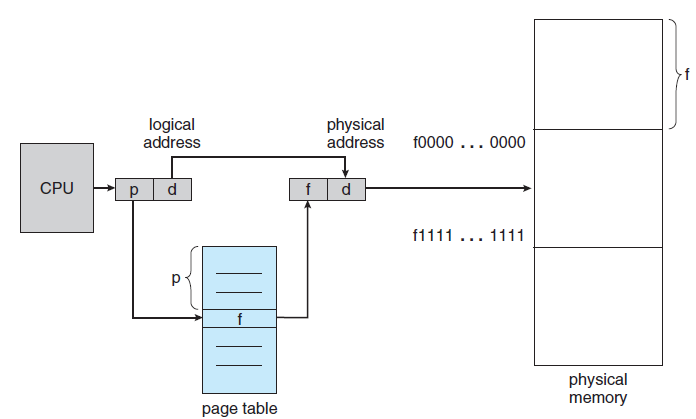 logical
address
physical
address
f0000 ... 0000
f
CPU
p
d
f
d
f1111 ... 1111
p
f
page table
physical
memory